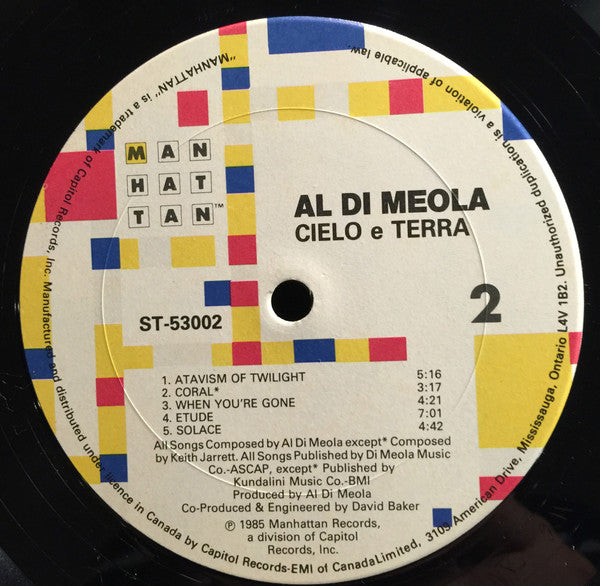 MAN
HAT
TAN™
AL DI MEOLA
CIELO e TERRA
ST-53002
2
1. ATAVISM OF TWILIGHT 5:16
2. CORAL* 3:17
3. WHEN YOU'RE GONE 4:21
4. ETUDE 7:01
5. SOLACE 4:42
All Songs Composed by Al Di Meola except* Composed
by Keith Jarrett. All Songs Published by Di Meola Music
Co.-ASCAP, except* Published by
Kundalini Music Co.-BMI
Produced by Al Di Meola
Co-Produced & Engineered by David Baker
℗ 1985 Manhattan Records,
a division of Capitol
Records, Inc.
"MANHATTAN" is a trademark of Capitol Records, Inc. Manufactured and distributed under licence in Canada by Capitol Records-EMI of Canada Limited, 3109 American Drive, Mississauga, Ontario L4V 1B2. Unauthorized duplication is a violation of applicable law.